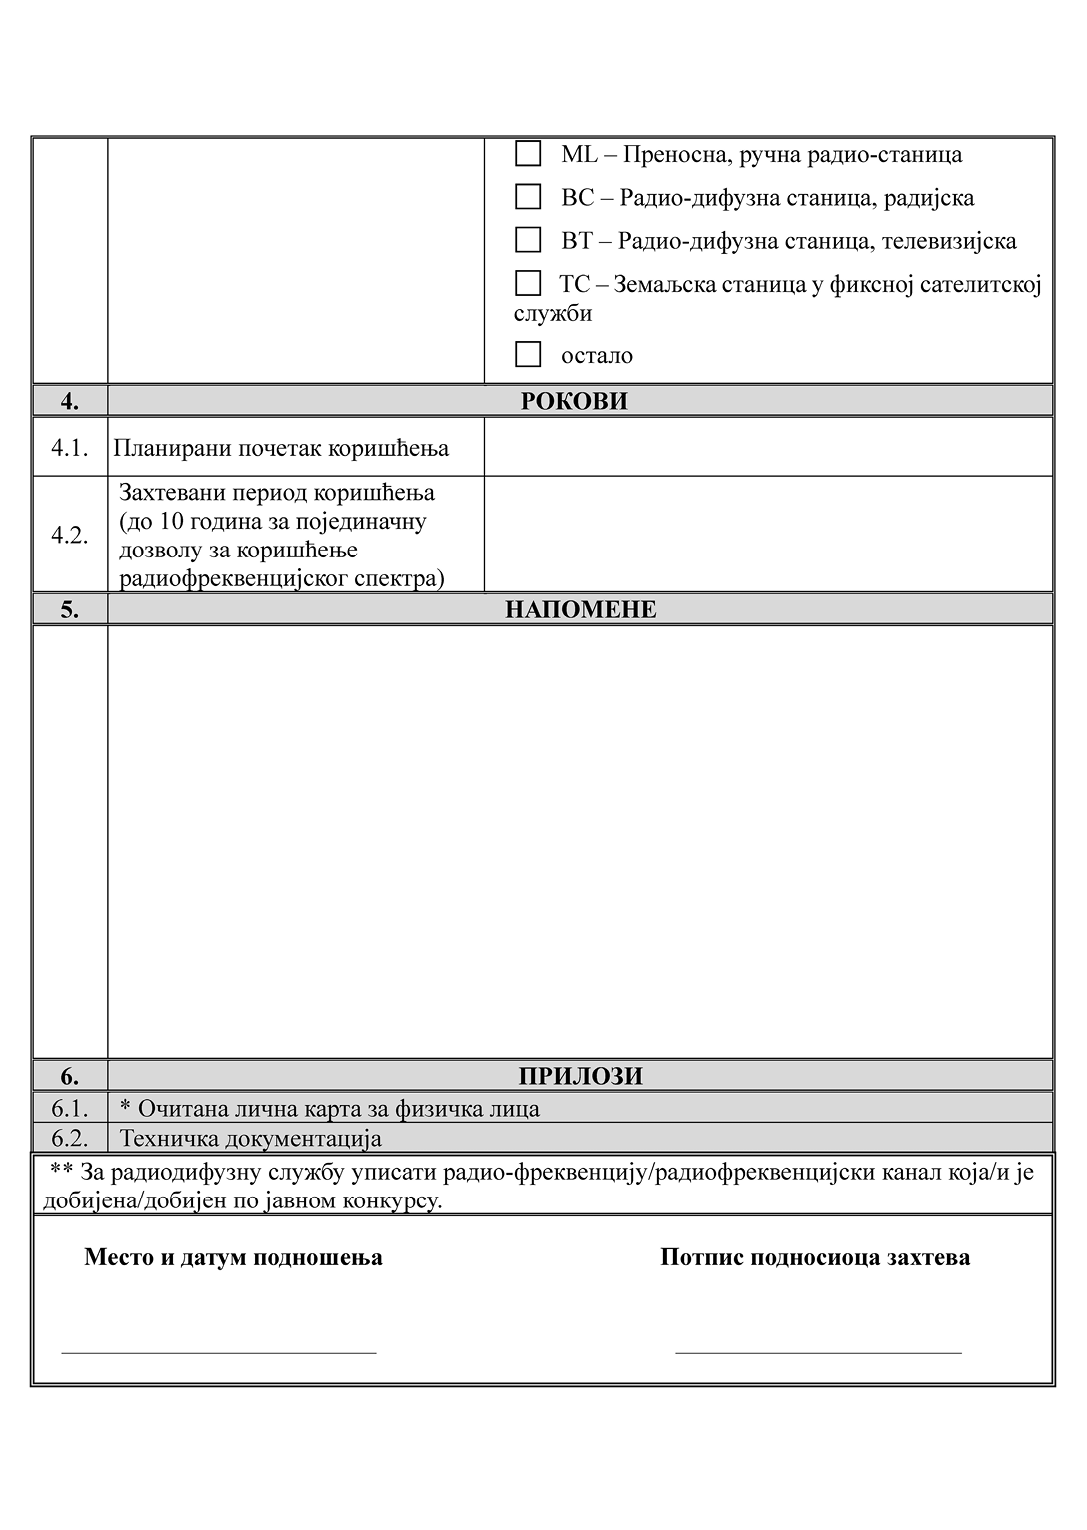 ML – Преносна, ручна радио-станица
BC – Радио-дифузна станица, радијска
BT – Радио-дифузна станица, телевизијска
TC – Земаљска станица у фиксној сателитској
служби
остало
4. РОКОВИ
4.1. Планирани почетак коришћења
4.2. Захтевани период коришћења
(до 10 година за појединачну
дозволу за коришћење
радиофреквенцијског спектра)
5. НАПОМЕНЕ
6. ПРИЛОЗИ
6.1. * Очитана лична карта за физичка лица
6.2. Техничка документација
** За радиодифузну службу уписати радио-фреквенцију/радиофреквенцијски канал која/и је
добијена/добијен по јавном конкурсу.
Место и датум подношења Потпис подносиоца захтева